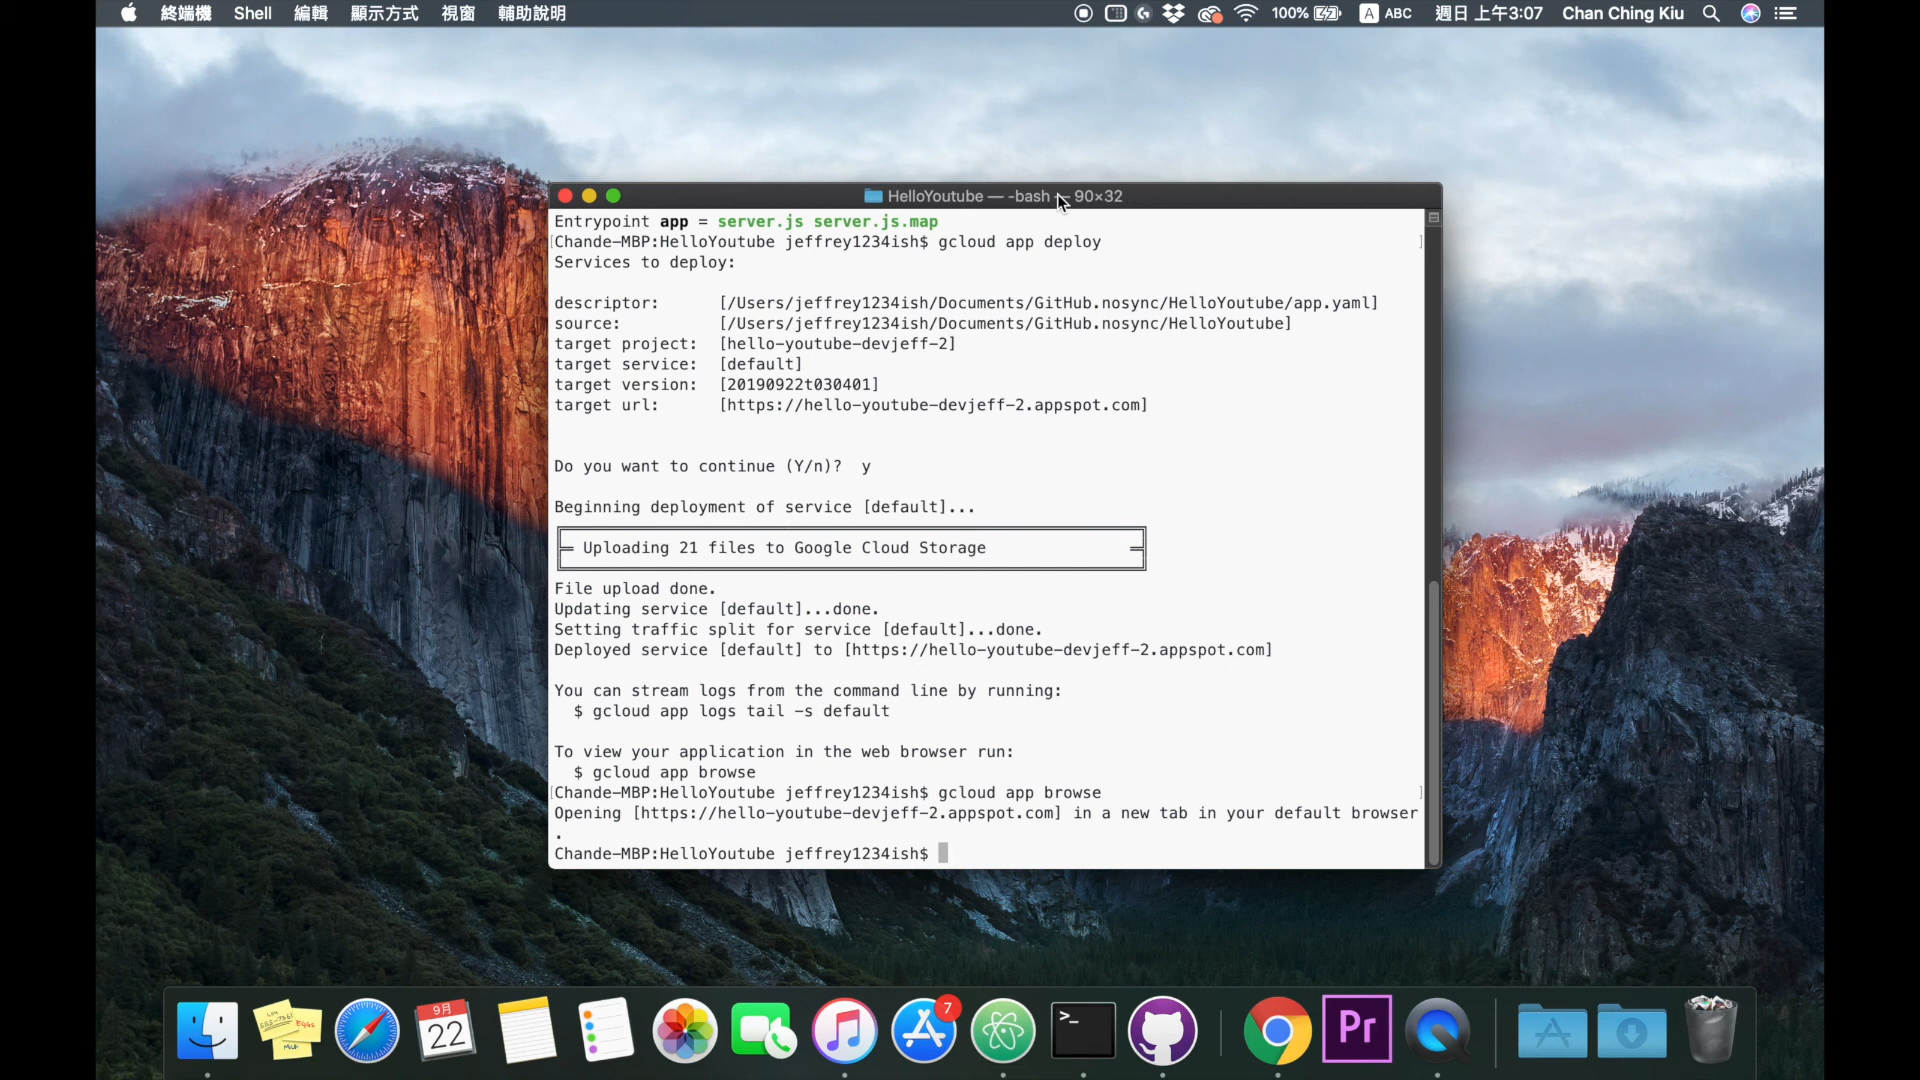 終端機 Shell 編輯 顯示方式 視窗 輔助說明 100% A ABC 週日 上午3:07 Chan Ching Kiu
HelloYoutube — -bash — 90×32
Entrypoint app = server.js server.js.map
[Chande-MBP:HelloYoutube jeffrey1234ish$ gcloud app deploy ]
Services to deploy:
descriptor: [/Users/jeffrey1234ish/Documents/GitHub.nosync/HelloYoutube/app.yaml]
source: [/Users/jeffrey1234ish/Documents/GitHub.nosync/HelloYoutube]
target project: [hello-youtube-devjeff-2]
target service: [default]
target version: [20190922t030401]
target url: [https://hello-youtube-devjeff-2.appspot.com]
Do you want to continue (Y/n)? y
Beginning deployment of service [default]...
Uploading 21 files to Google Cloud Storage
File upload done.
Updating service [default]...done.
Setting traffic split for service [default]...done.
Deployed service [default] to [https://hello-youtube-devjeff-2.appspot.com]
You can stream logs from the command line by running:
$ gcloud app logs tail -s default
To view your application in the web browser run:
$ gcloud app browse
[Chande-MBP:HelloYoutube jeffrey1234ish$ gcloud app browse ]
Opening [https://hello-youtube-devjeff-2.appspot.com] in a new tab in your default browser
.
Chande-MBP:HelloYoutube jeffrey1234ish$
9月
22
7
>_
Pr